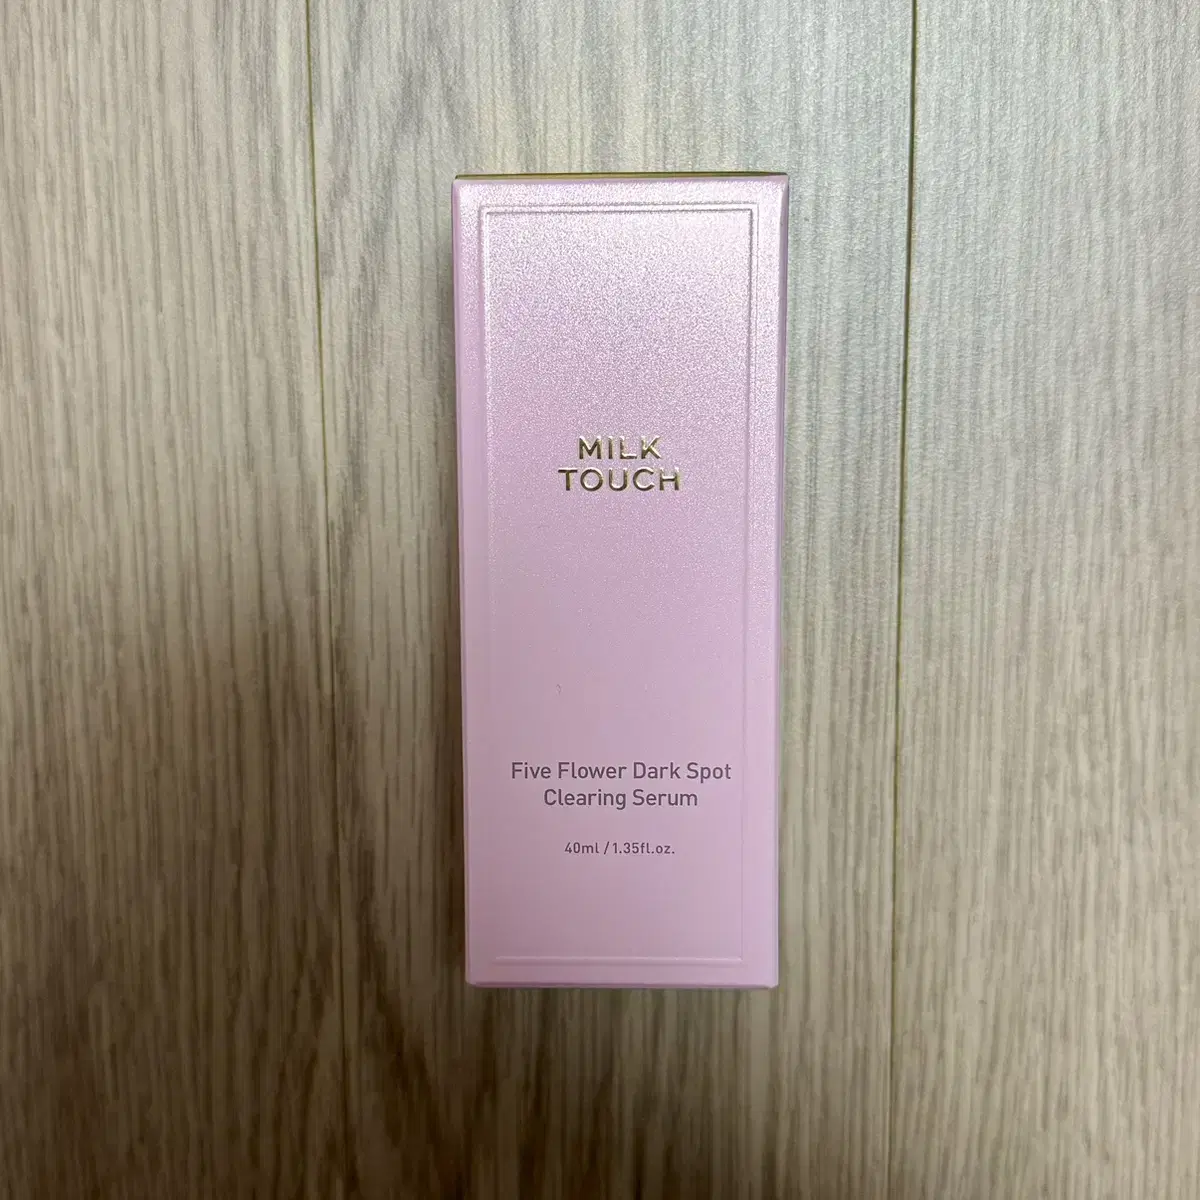 MILK
TOUCH
Five Flower Dark Spot
Clearing Serum
40ml / 1.35fl.oz.